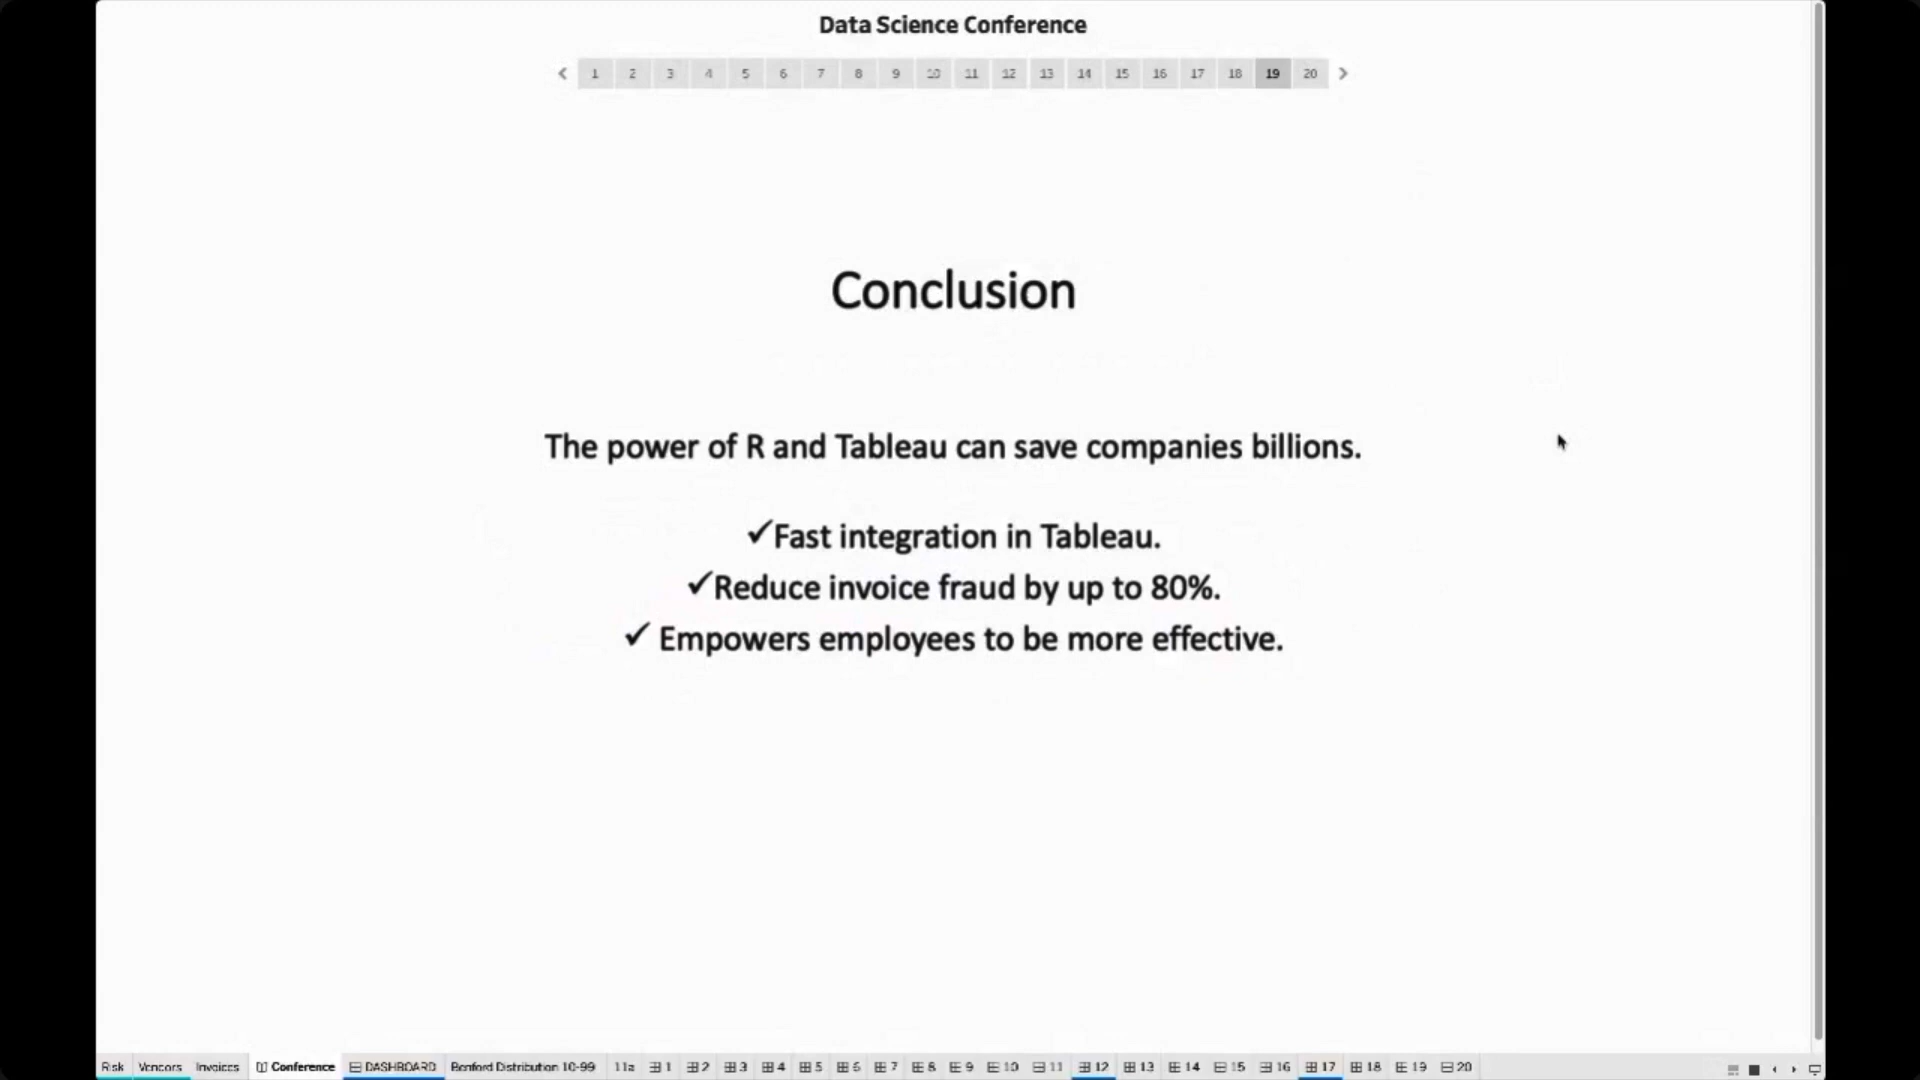 Data Science Conference
1 2 3 4 5 6 7 8 9 10 11 12 13 14 15 16 17 18 19 20
Conclusion
The power of R and Tableau can save companies billions.
✓Fast integration in Tableau.
✓Reduce invoice fraud by up to 80%.
✓ Empowers employees to be more effective.
Risk Vencors Invoices Conference DASHBOARD Benford Distribution 10-99 11a 1 2 3 4 5 6 7 8 9 10 11 12 13 14 15 16 17 18 19 20